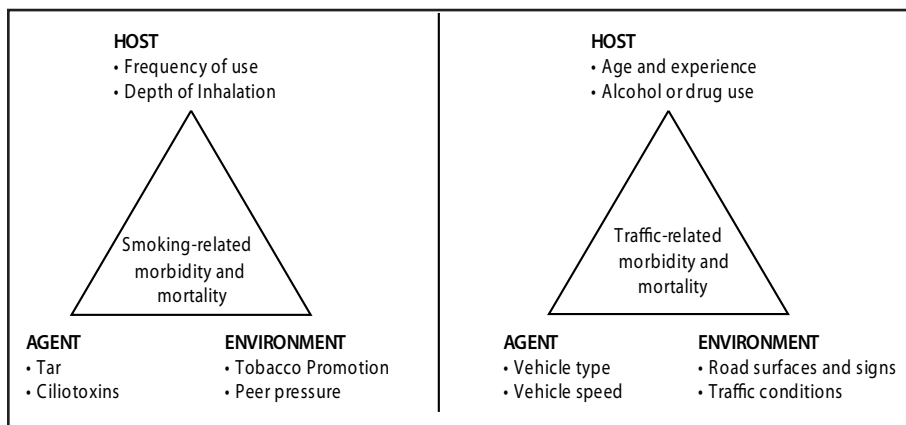 HOST
• Frequency of use
• Depth of Inhalation
Smoking-related
morbidity and
mortality
AGENT
• Tar
• Ciliotoxins
ENVIRONMENT
• Tobacco Promotion
• Peer pressure
HOST
• Age and experience
• Alcohol or drug use
Traffic-related
morbidity and
mortality
AGENT
• Vehicle type
• Vehicle speed
ENVIRONMENT
• Road surfaces and signs
• Traffic conditions